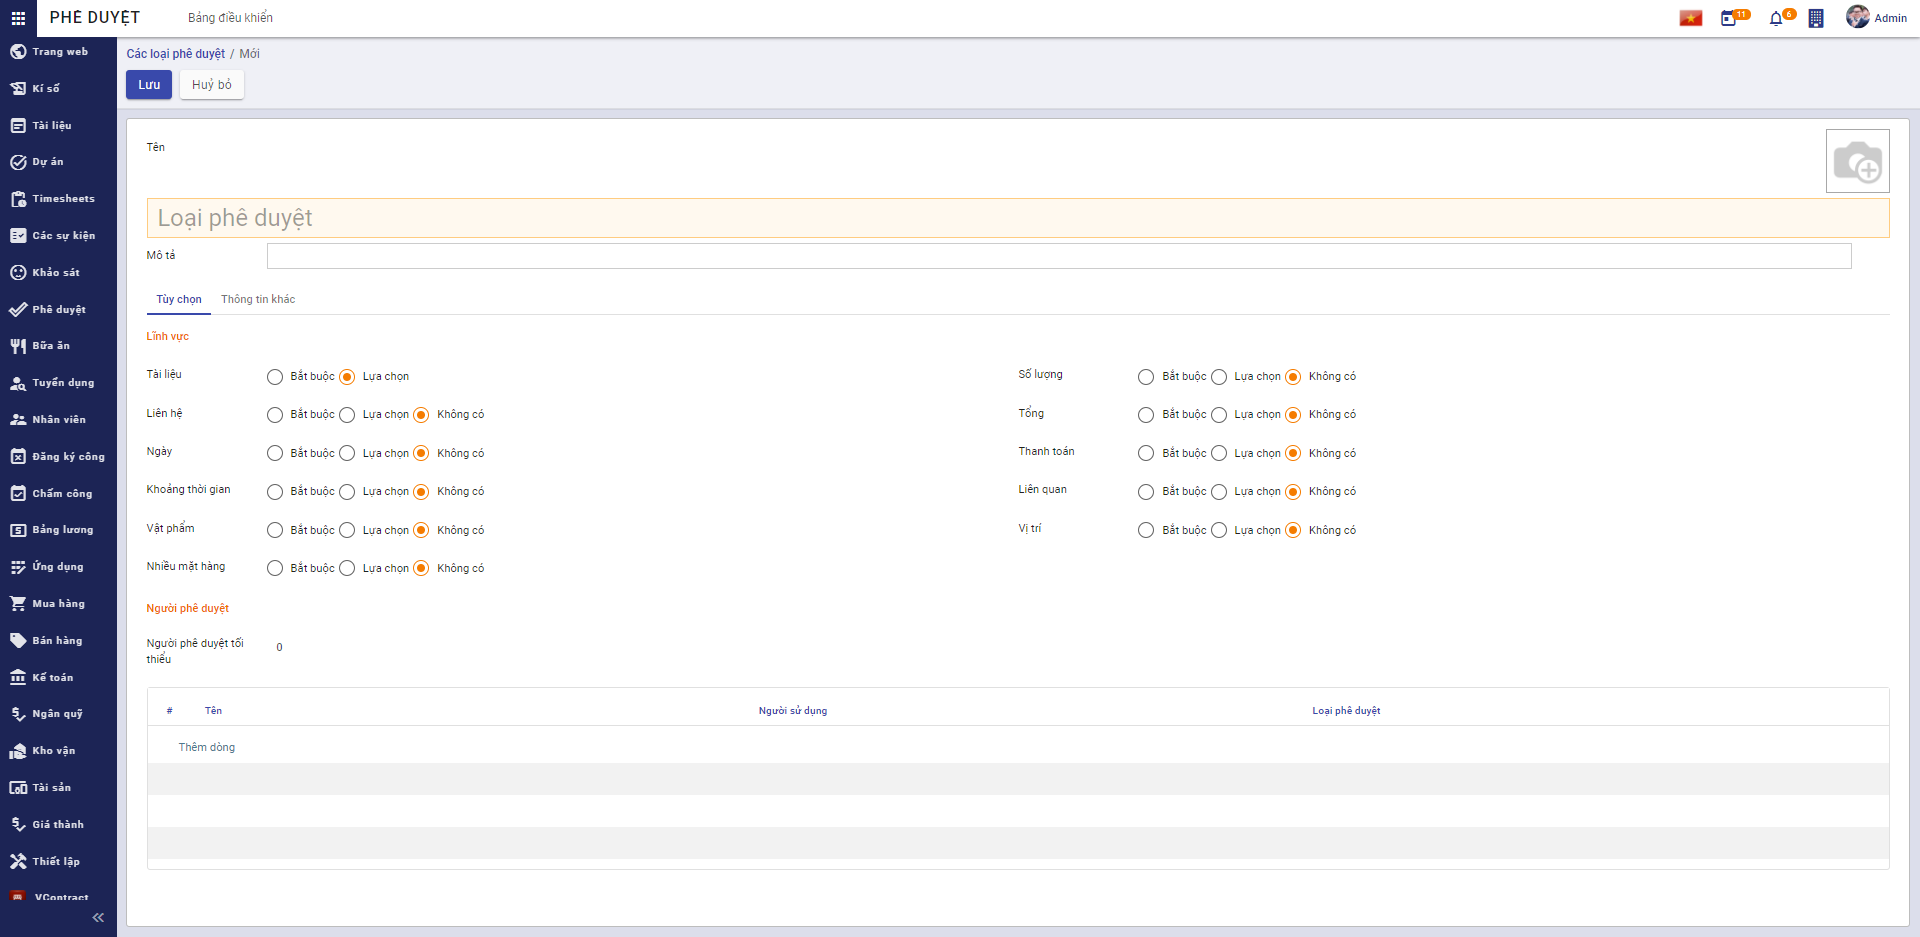 PHÊ DUYỆT
Bảng điều khiển
11
6
Admin
Trang web
Kí số
Tài liệu
Dự án
Timesheets
Các sự kiện
Khảo sát
Phê duyệt
Bữa ăn
Tuyển dụng
Nhân viên
Đăng ký công
Chấm công
Bảng lương
Ứng dụng
Mua hàng
Bán hàng
Kế toán
Ngân quỹ
Kho vận
Tài sản
Giá thành
Thiết lập
VContract
Các loại phê duyệt / Mới
Lưu Huỷ bỏ
Tên
Loại phê duyệt
Mô tả
Tùy chọn Thông tin khác
Lĩnh vực
Tài liệu Bắt buộc Lựa chọn
Liên hệ Bắt buộc Lựa chọn Không có
Ngày Bắt buộc Lựa chọn Không có
Khoảng thời gian Bắt buộc Lựa chọn Không có
Vật phẩm Bắt buộc Lựa chọn Không có
Nhiều mặt hàng Bắt buộc Lựa chọn Không có
Số lượng Bắt buộc Lựa chọn Không có
Tổng Bắt buộc Lựa chọn Không có
Thanh toán Bắt buộc Lựa chọn Không có
Liên quan Bắt buộc Lựa chọn Không có
Vị trí Bắt buộc Lựa chọn Không có
Người phê duyệt
Người phê duyệt tối
thiểu
0
# Tên Người sử dụng Loại phê duyệt
Thêm dòng